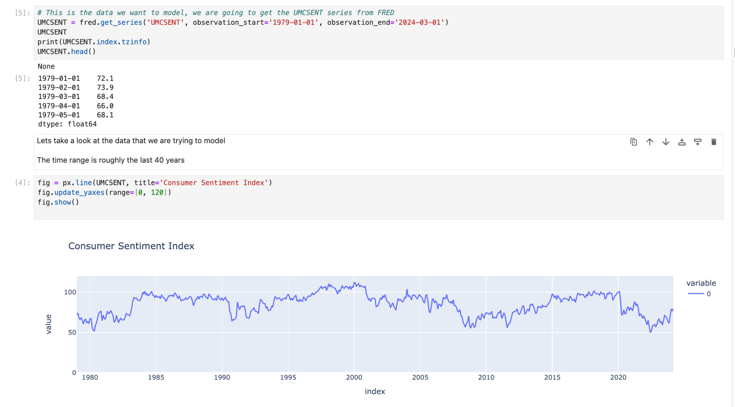 [5]: # This is the data we want to model, we are going to get the UMCSENT series from FRED
UMCSENT = fred.get_series('UMCSENT', observation_start='1979-01-01', observation_end='2024-03-01')
UMCSENT
print(UMCSENT.index.tzinfo)
UMCSENT.head()
None
[5]: 1979-01-01    72.1
1979-02-01    73.9
1979-03-01    68.4
1979-04-01    66.0
1979-05-01    68.1
dtype: float64
Lets take a look at the data that we are trying to model
The time range is roughly the last 40 years
[4]: fig = px.line(UMCSENT, title='Consumer Sentiment Index')
fig.update_yaxes(range=[0, 120])
fig.show()
Consumer Sentiment Index
variable
0
100
50
0
value
1980 1985 1990 1995 2000 2005 2010 2015 2020
index